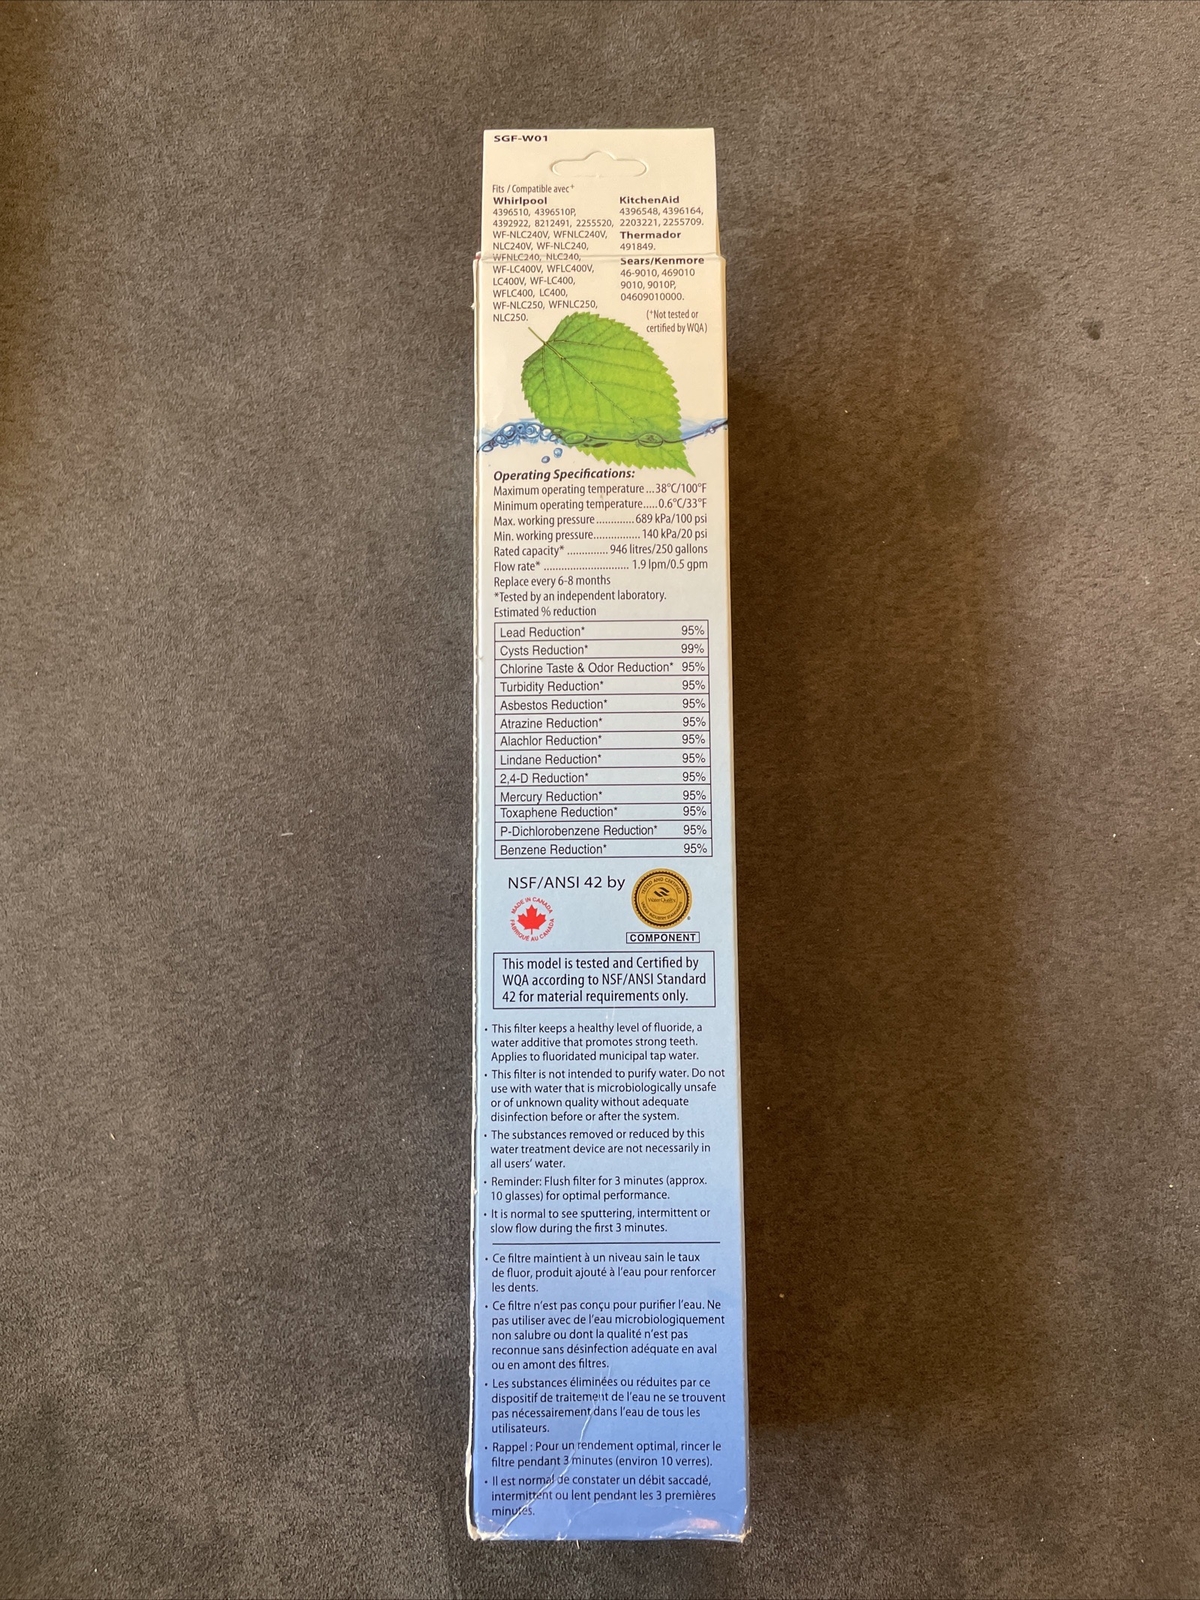 SGF-W01
Fits / Compatible avec+
Whirlpool
4396510, 4396510P,
4392922, 8212491, 2255520,
WF-NLC240V, WFNLC240V,
NLC240V, WF-NLC240,
WFNLC240, NLC240,
WF-LC400V, WFLC400V,
LC400V, WF-LC400,
WFLC400, LC400,
WF-NLC250, WFNLC250,
NLC250.
KitchenAid
4396548, 4396164,
2203221, 2255709.
Thermador
491849.
Sears/Kenmore
46-9010, 469010
9010, 9010P,
04609010000.
(+Not tested or
certified by WQA)
Operating Specifications:
Maximum operating temperature...38°C/100°F
Minimum operating temperature.....0.6°C/33°F
Max. working pressure.............689 kPa/100 psi
Min. working pressure................140 kPa/20 psi
Rated capacity* .............. 946 litres/250 gallons
Flow rate* ............................. 1.9 lpm/0.5 gpm
Replace every 6-8 months
*Tested by an independent laboratory.
Estimated % reduction
Lead Reduction* 95%
Cysts Reduction* 99%
Chlorine Taste & Odor Reduction* 95%
Turbidity Reduction* 95%
Asbestos Reduction* 95%
Atrazine Reduction* 95%
Alachlor Reduction* 95%
Lindane Reduction* 95%
2,4-D Reduction* 95%
Mercury Reduction* 95%
Toxaphene Reduction* 95%
P-Dichlorobenzene Reduction* 95%
Benzene Reduction* 95%
NSF/ANSI 42 by
MADE IN CANADA
FABRIQUÉ AU CANADA
TESTED AND CERTIFIED
Water Quality
COMPONENT
This model is tested and Certified by
WQA according to NSF/ANSI Standard
42 for material requirements only.
• This filter keeps a healthy level of fluoride, a
water additive that promotes strong teeth.
Applies to fluoridated municipal tap water.
• This filter is not intended to purify water. Do not
use with water that is microbiologically unsafe
or of unknown quality without adequate
disinfection before or after the system.
• The substances removed or reduced by this
water treatment device are not necessarily in
all users' water.
• Reminder: Flush filter for 3 minutes (approx.
10 glasses) for optimal performance.
• It is normal to see sputtering, intermittent or
slow flow during the first 3 minutes.
• Ce filtre maintient à un niveau sain le taux
de fluor, produit ajouté à l'eau pour renforcer
les dents.
• Ce filtre n'est pas conçu pour purifier l'eau. Ne
pas utiliser avec de l'eau microbiologiquement
non salubre ou dont la qualité n'est pas
reconnue sans désinfection adéquate en aval
ou en amont des filtres.
• Les substances éliminées ou réduites par ce
dispositif de traitement de l'eau ne se trouvent
pas nécessairement dans l'eau de tous les
utilisateurs.
• Rappel : Pour un rendement optimal, rincer le
filtre pendant 3 minutes (environ 10 verres).
• Il est normal de constater un débit saccadé,
intermittent ou lent pendant les 3 premières
minutes.